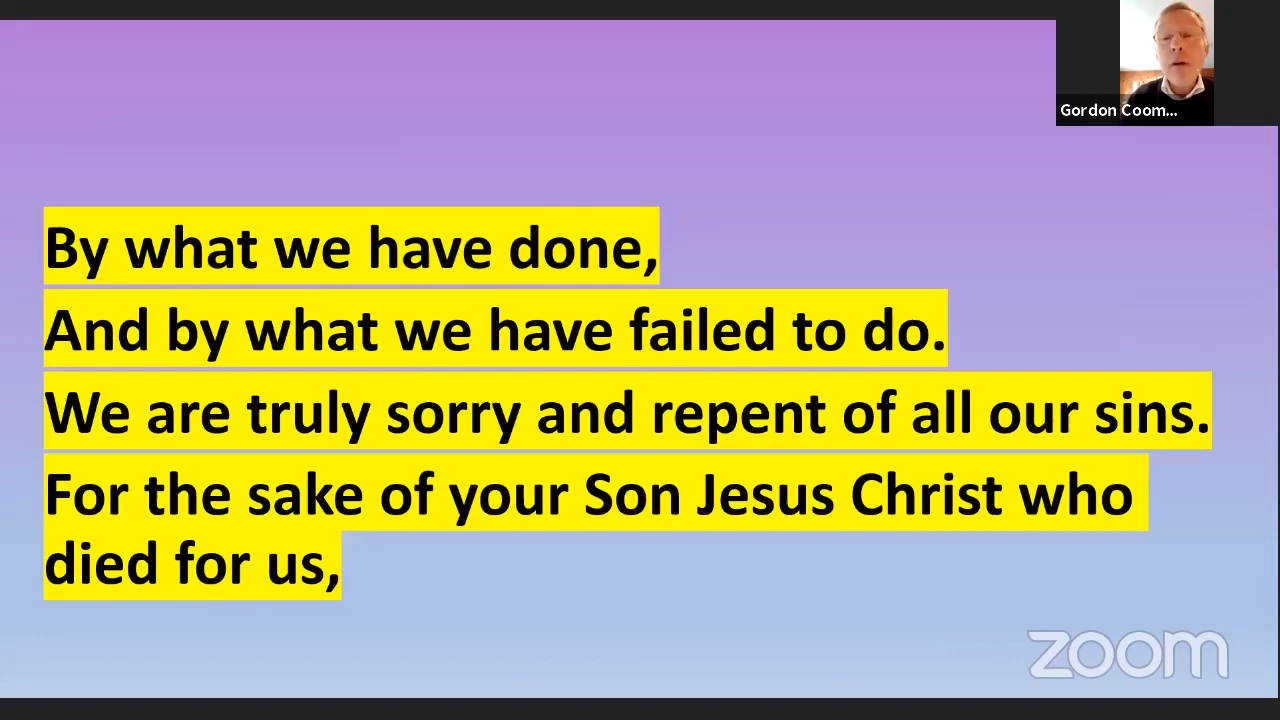 Gordon Coom...
By what we have done,
And by what we have failed to do.
We are truly sorry and repent of all our sins.
For the sake of your Son Jesus Christ who
died for us,
zoom